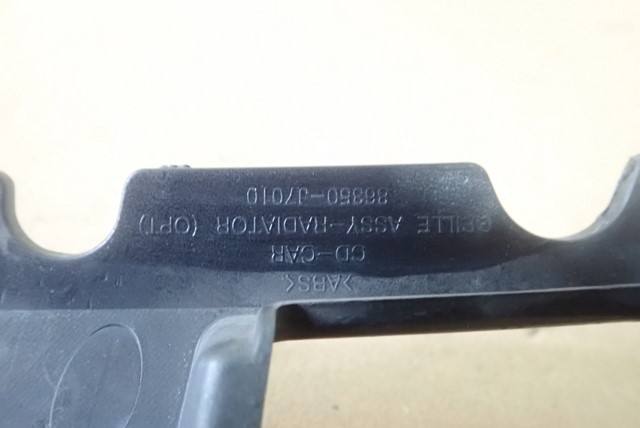 >ABS<
CD-CAR
GRILLE ASSY-RADIATOR (OPT)
86350-J7010